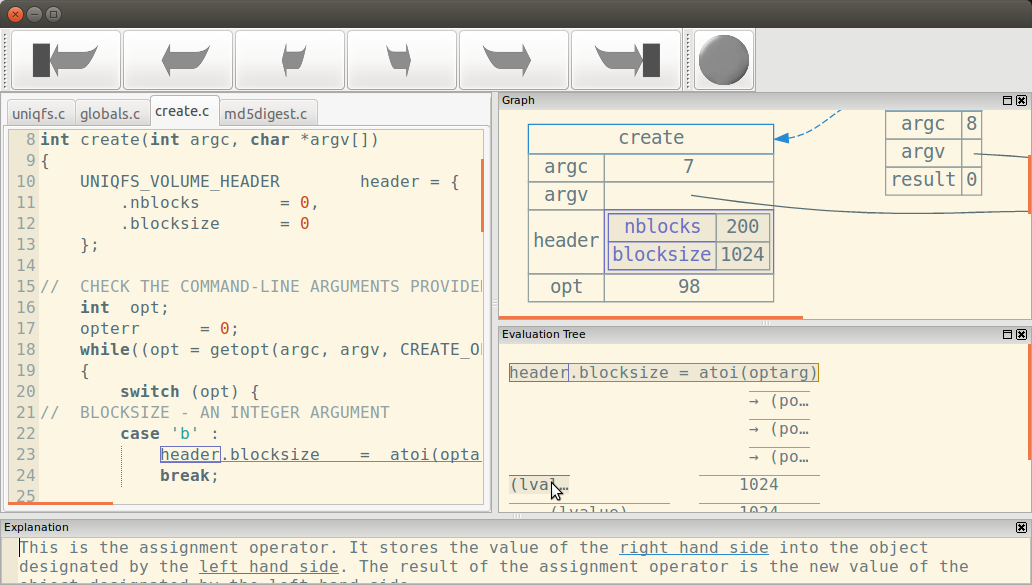 uniqfs.c globals.c create.c md5digest.c
8 int create(int argc, char *argv[])
9 {
10     UNIQFS_VOLUME_HEADER        header = {
11         .nblocks        = 0,
12         .blocksize      = 0
13     };
14
15 //  CHECK THE COMMAND-LINE ARGUMENTS PROVIDE
16     int  opt;
17     opterr      = 0;
18     while((opt = getopt(argc, argv, CREATE_O
19     {
20         switch (opt) {
21 //  BLOCKSIZE - AN INTEGER ARGUMENT
22         case 'b' :
23             header.blocksize    =  atoi(opta
24             break;
25
Graph
create
argc 7
argv
header
nblocks 200
blocksize 1024
opt 98
argc 8
argv
result 0
Evaluation Tree
header.blocksize = atoi(optarg)
→ (po…
→ (po…
→ (po…
(lval… 1024
(lvalue) 1024
Explanation
This is the assignment operator. It stores the value of the right hand side into the object
designated by the left hand side. The result of the assignment operator is the new value of the
object designated by the left hand side.